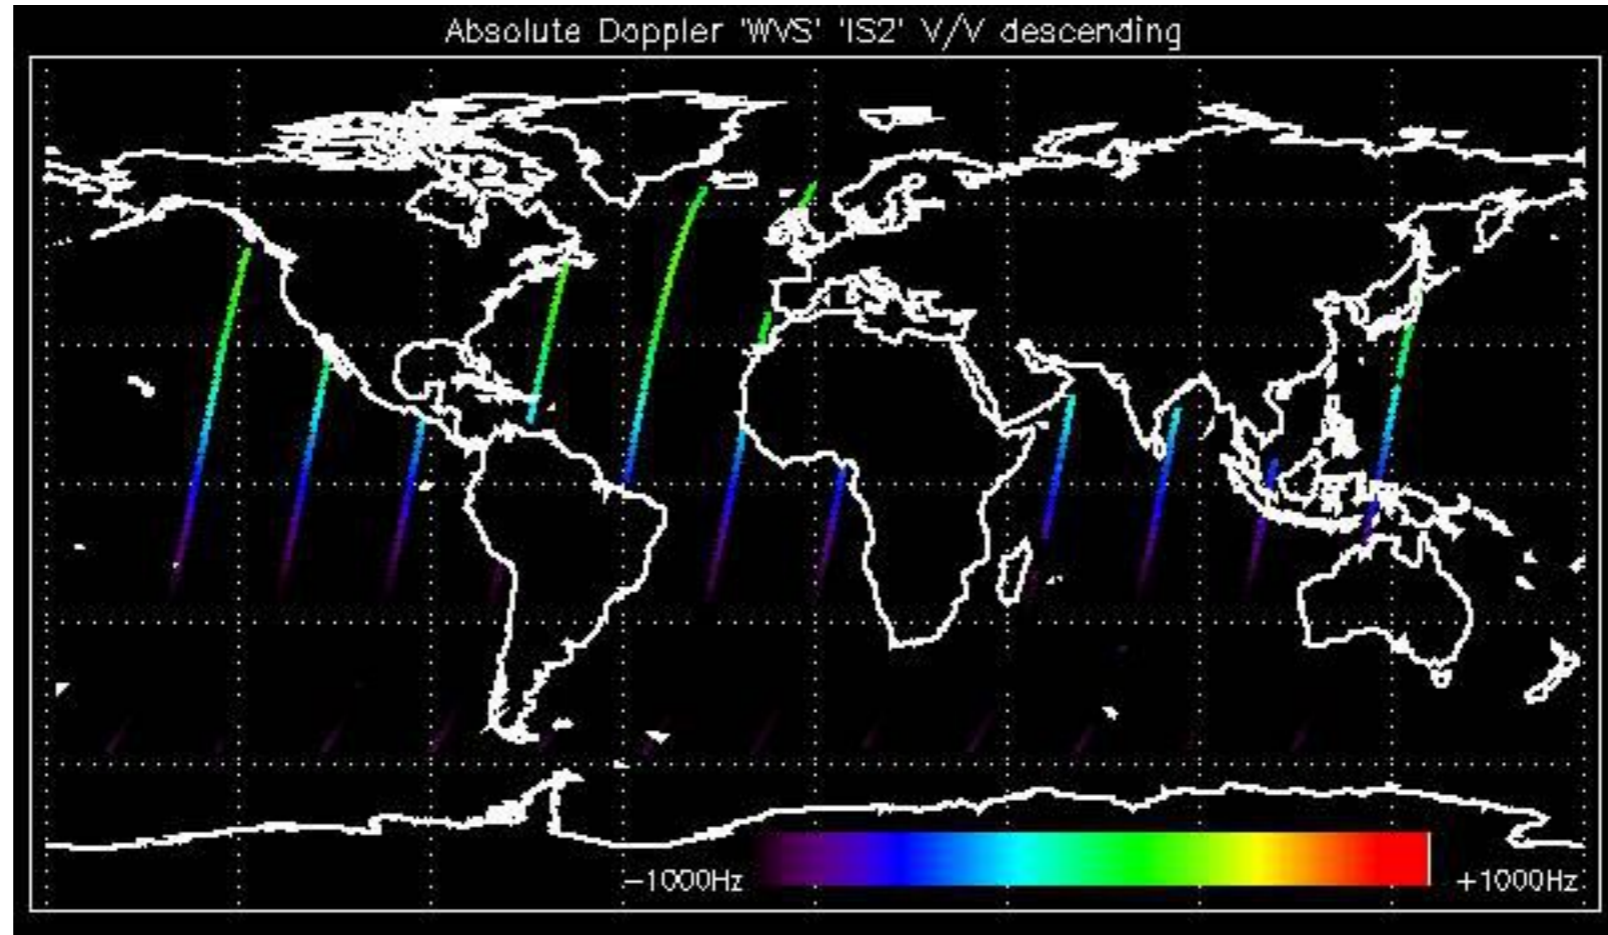 Absolute Doppler 'WVS' 'IS2' V/V descending
−1000Hz +1000Hz